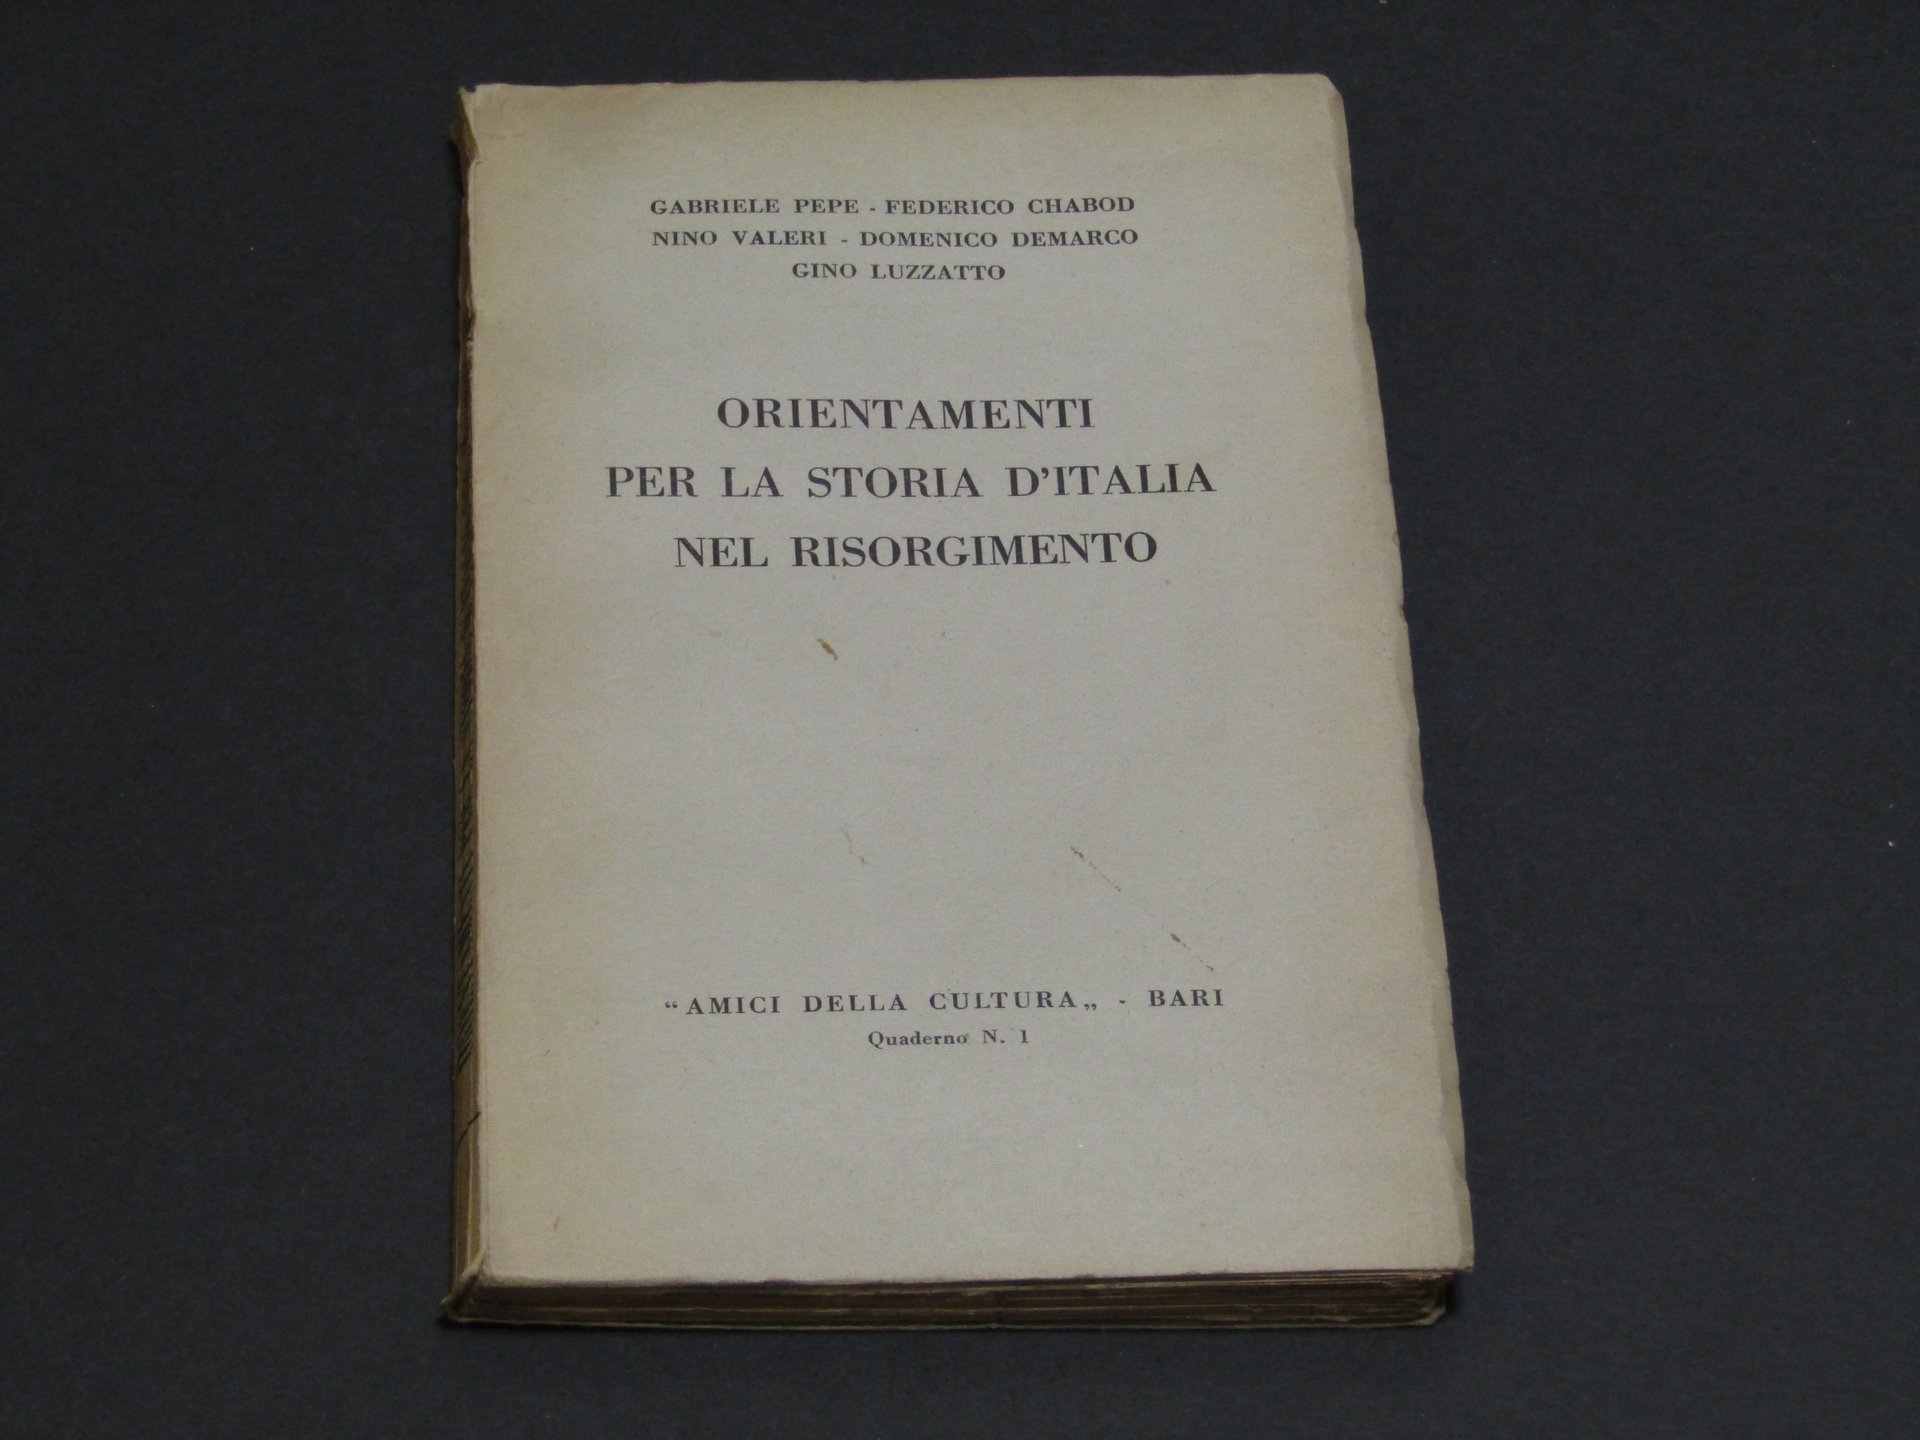 GABRIELE PEPE - FEDERICO CHABOD
NINO VALERI - DOMENICO DEMARCO
GINO LUZZATTO
ORIENTAMENTI
PER LA STORIA D'ITALIA
NEL RISORGIMENTO
“AMICI DELLA CULTURA„ - BARI
Quaderno N. 1